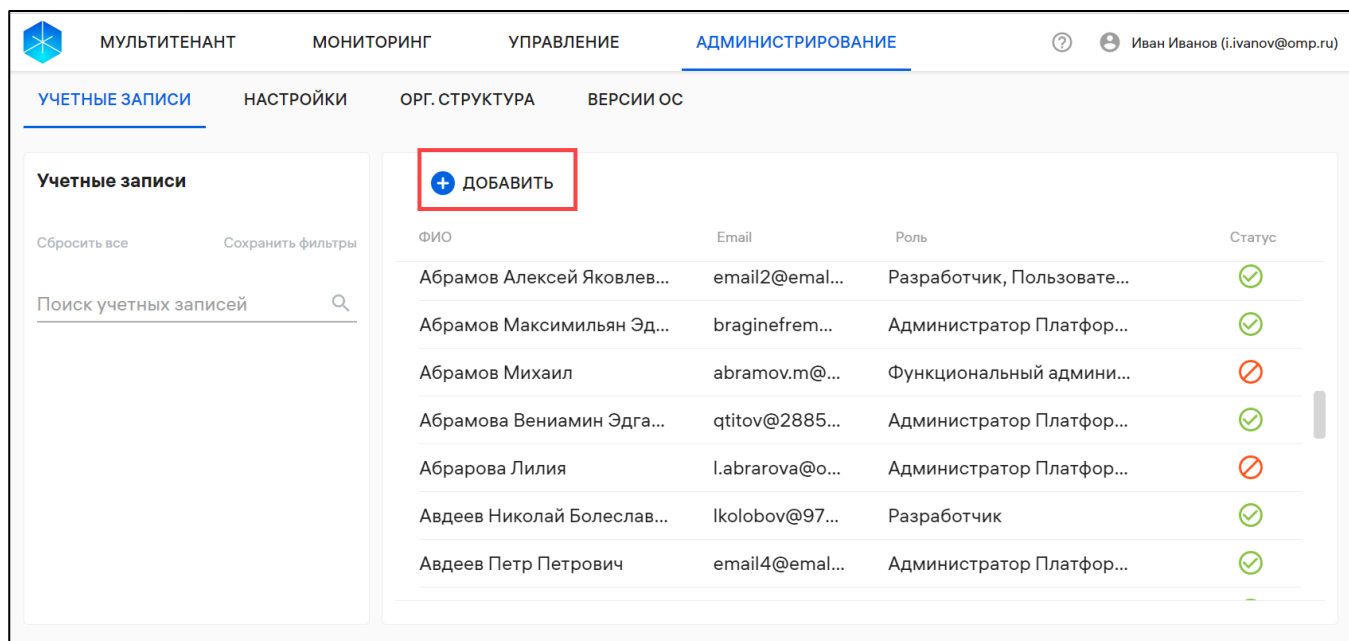 МУЛЬТИТЕНАНТ МОНИТОРИНГ УПРАВЛЕНИЕ АДМИНИСТРИРОВАНИЕ Иван Иванов (i.ivanov@omp.ru)
УЧЕТНЫЕ ЗАПИСИ НАСТРОЙКИ ОРГ. СТРУКТУРА ВЕРСИИ ОС
Учетные записи
Сбросить все Сохранить фильтры
Поиск учетных записей
ДОБАВИТЬ
ФИО Email Роль Статус
Абрамов Алексей Яковлев... email2@emal... Разработчик, Пользовате...
Абрамов Максимильян Эд... braginefrem... Администратор Платфор...
Абрамов Михаил abramov.m@... Функциональный админи...
Абрамова Вениамин Эдга... qtitov@2885... Администратор Платфор...
Абрарова Лилия l.abrarova@o... Администратор Платфор...
Авдеев Николай Болеслав... lkolobov@97... Разработчик
Авдеев Петр Петрович email4@emal... Администратор Платфор...